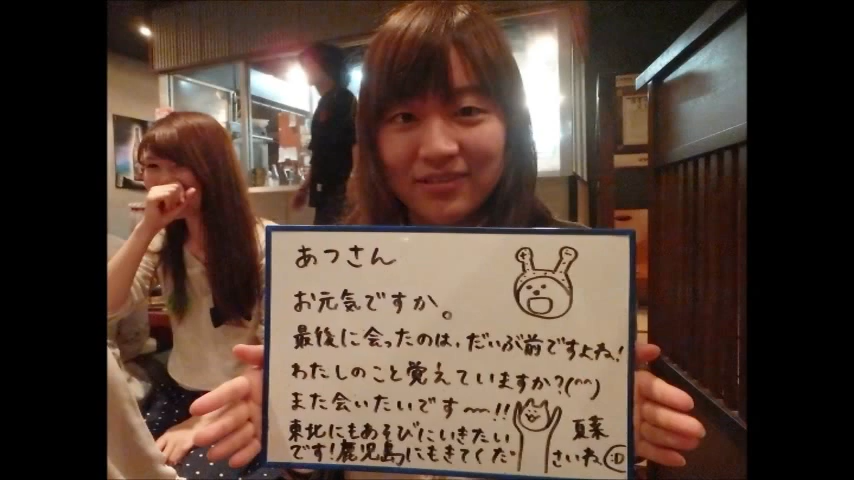 あつさん
お元気ですか。
最後に会ったのは、だいぶ前ですよね!
わたしのこと覚えていますか?(^^)
また会いたいです〜!!
東北にもあそびにいきたい
です!鹿児島にもきてくだ
さいね :D
夏菜